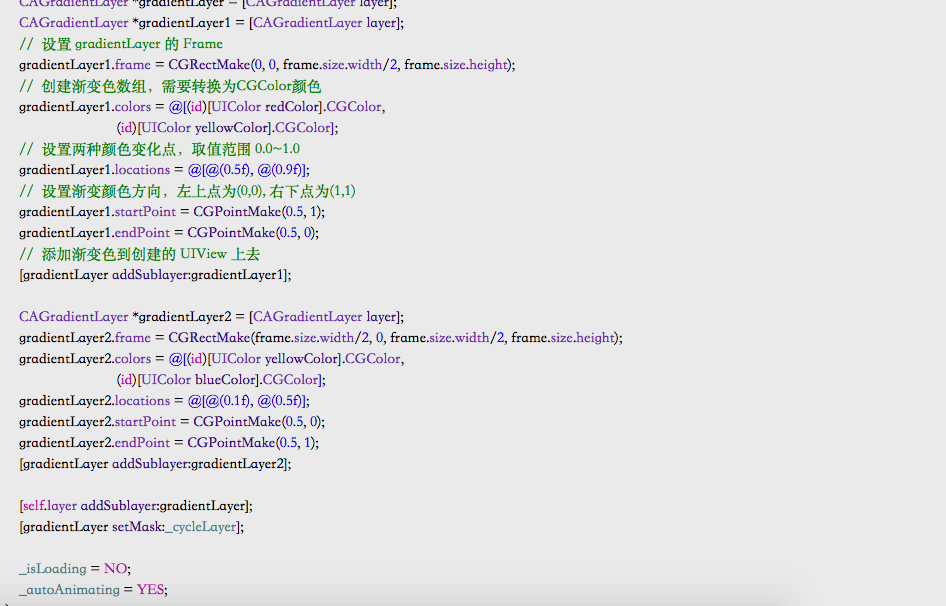 CAGradientLayer *gradientLayer = [CAGradientLayer layer];
CAGradientLayer *gradientLayer1 = [CAGradientLayer layer];
// 设置 gradientLayer 的 Frame
gradientLayer1.frame = CGRectMake(0, 0, frame.size.width/2, frame.size.height);
// 创建渐变色数组，需要转换为CGColor颜色
gradientLayer1.colors = @[(id)[UIColor redColor].CGColor,
(id)[UIColor yellowColor].CGColor];
// 设置两种颜色变化点，取值范围 0.0~1.0
gradientLayer1.locations = @[@(0.5f), @(0.9f)];
// 设置渐变颜色方向，左上点为(0,0), 右下点为(1,1)
gradientLayer1.startPoint = CGPointMake(0.5, 1);
gradientLayer1.endPoint = CGPointMake(0.5, 0);
// 添加渐变色到创建的 UIView 上去
[gradientLayer addSublayer:gradientLayer1];
CAGradientLayer *gradientLayer2 = [CAGradientLayer layer];
gradientLayer2.frame = CGRectMake(frame.size.width/2, 0, frame.size.width/2, frame.size.height);
gradientLayer2.colors = @[(id)[UIColor yellowColor].CGColor,
(id)[UIColor blueColor].CGColor];
gradientLayer2.locations = @[@(0.1f), @(0.5f)];
gradientLayer2.startPoint = CGPointMake(0.5, 0);
gradientLayer2.endPoint = CGPointMake(0.5, 1);
[gradientLayer addSublayer:gradientLayer2];
[self.layer addSublayer:gradientLayer];
[gradientLayer setMask:_cycleLayer];
_isLoading = NO;
_autoAnimating = YES;